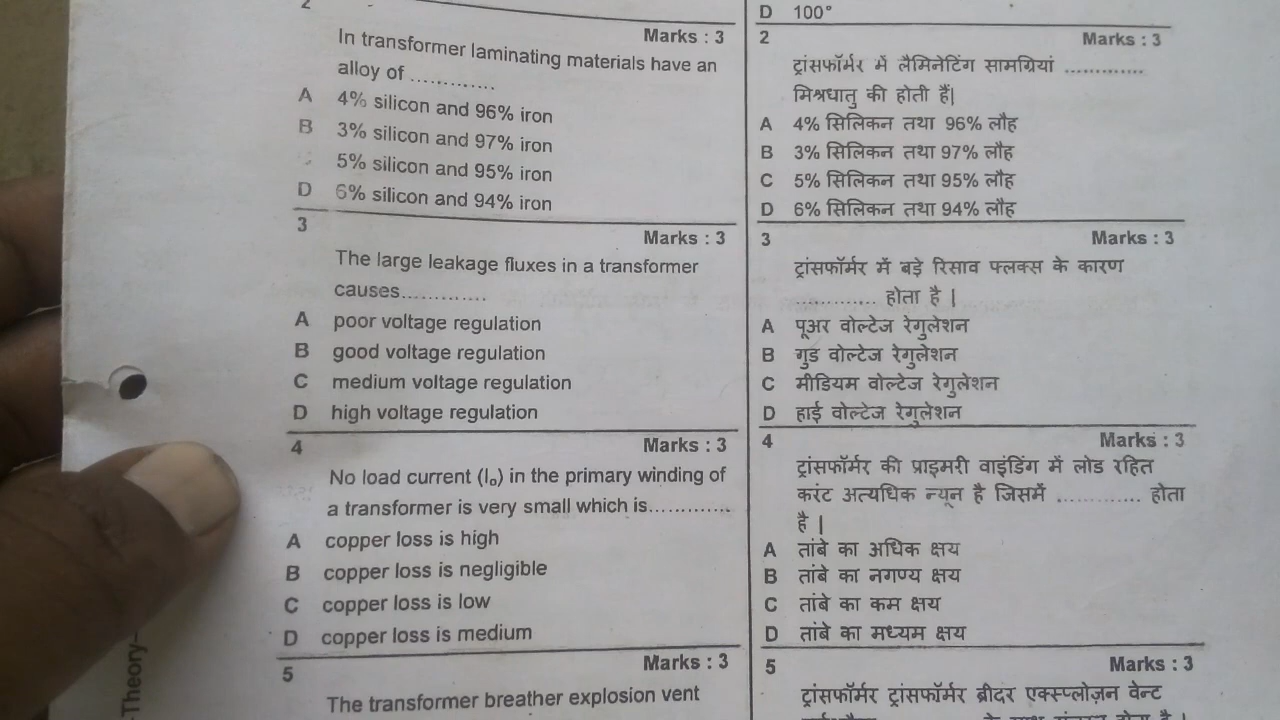 2
Marks : 3
In transformer laminating materials have an
alloy of .............
A 4% silicon and 96% iron
B 3% silicon and 97% iron
5% silicon and 95% iron
D 6% silicon and 94% iron
3
Marks : 3
The large leakage fluxes in a transformer
causes.............
A poor voltage regulation
B good voltage regulation
C medium voltage regulation
D high voltage regulation
4 Marks : 3
No load current (I₀) in the primary winding of
a transformer is very small which is.............
A copper loss is high
B copper loss is negligible
C copper loss is low
D copper loss is medium
5 Marks : 3
The transformer breather explosion vent
D 100°
2 Marks : 3
ट्रांसफॉर्मर में लैमिनेटिंग सामग्रियां .............
मिश्रधातु की होती हैं|
A 4% सिलिकन तथा 96% लौह
B 3% सिलिकन तथा 97% लौह
C 5% सिलिकन तथा 95% लौह
D 6% सिलिकन तथा 94% लौह
3 Marks : 3
ट्रांसफॉर्मर में बड़े रिसाव फ्लक्स के कारण
............. होता है |
A पूअर वोल्टेज रेगुलेशन
B गुड वोल्टेज रेगुलेशन
C मीडियम वोल्टेज रेगुलेशन
D हाई वोल्टेज रेगुलेशन
4 Marks : 3
ट्रांसफॉर्मर की प्राइमरी वाइंडिंग में लोड रहित
करंट अत्यधिक न्यून है जिसमें ............. होता
है |
A तांबे का अधिक क्षय
B तांबे का नगण्य क्षय
C तांबे का कम क्षय
D तांबे का मध्यम क्षय
5 Marks : 3
ट्रांसफॉर्मर ट्रांसफॉर्मर ब्रीदर एक्स्प्लोज़न वेन्ट
-Theory-